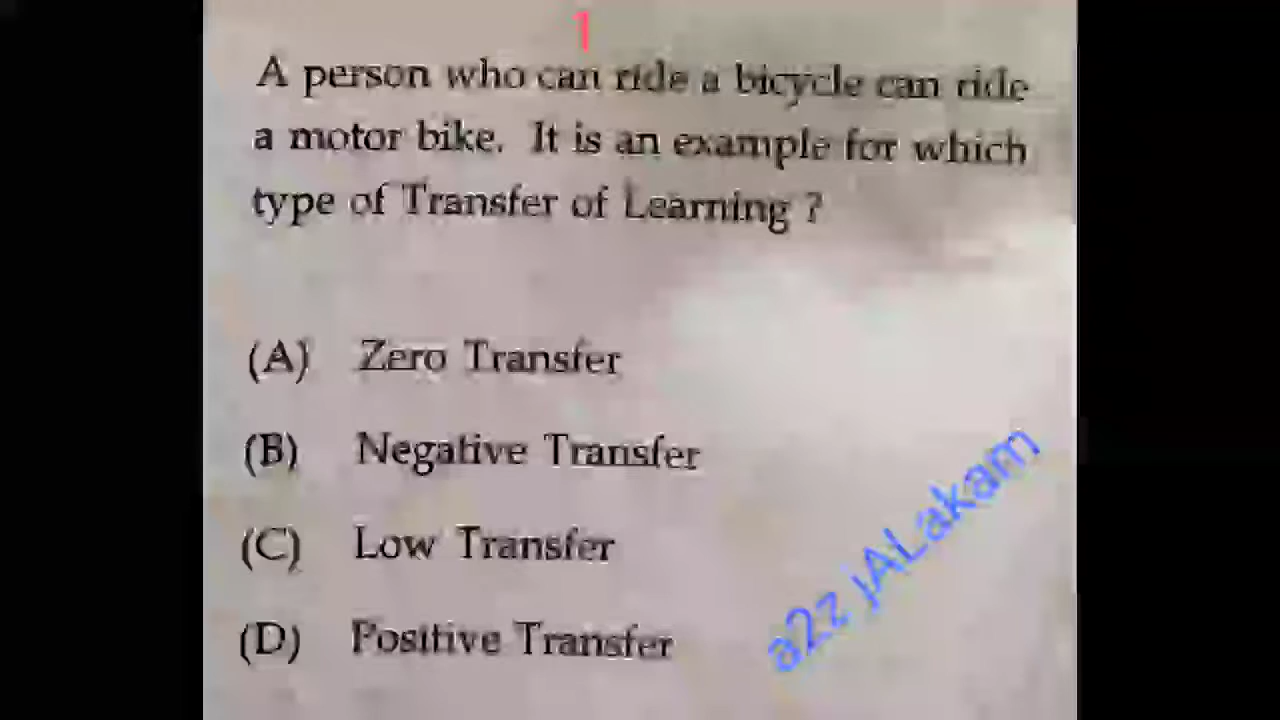 1
A person who can ride a bicycle can ride
a motor bike. It is an example for which
type of Transfer of Learning ?
(A) Zero Transfer
(B) Negative Transfer
(C) Low Transfer
(D) Positive Transfer
a2z jALakam